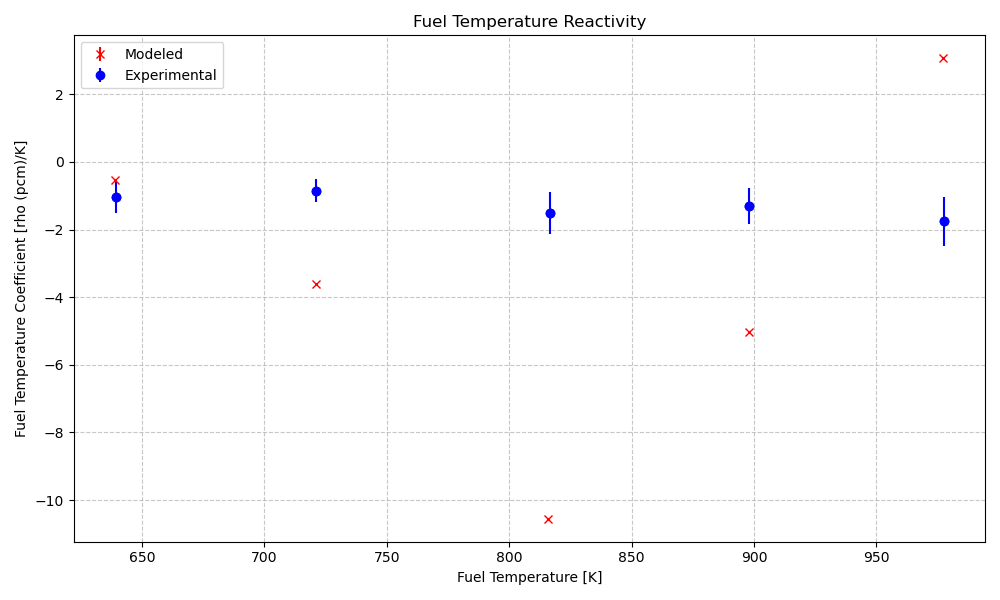 Fuel Temperature Reactivity
Modeled
Experimental
Fuel Temperature Coefficient [rho (pcm)/K]
2
0
−2
−4
−6
−8
−10
650 700 750 800 850 900 950
Fuel Temperature [K]